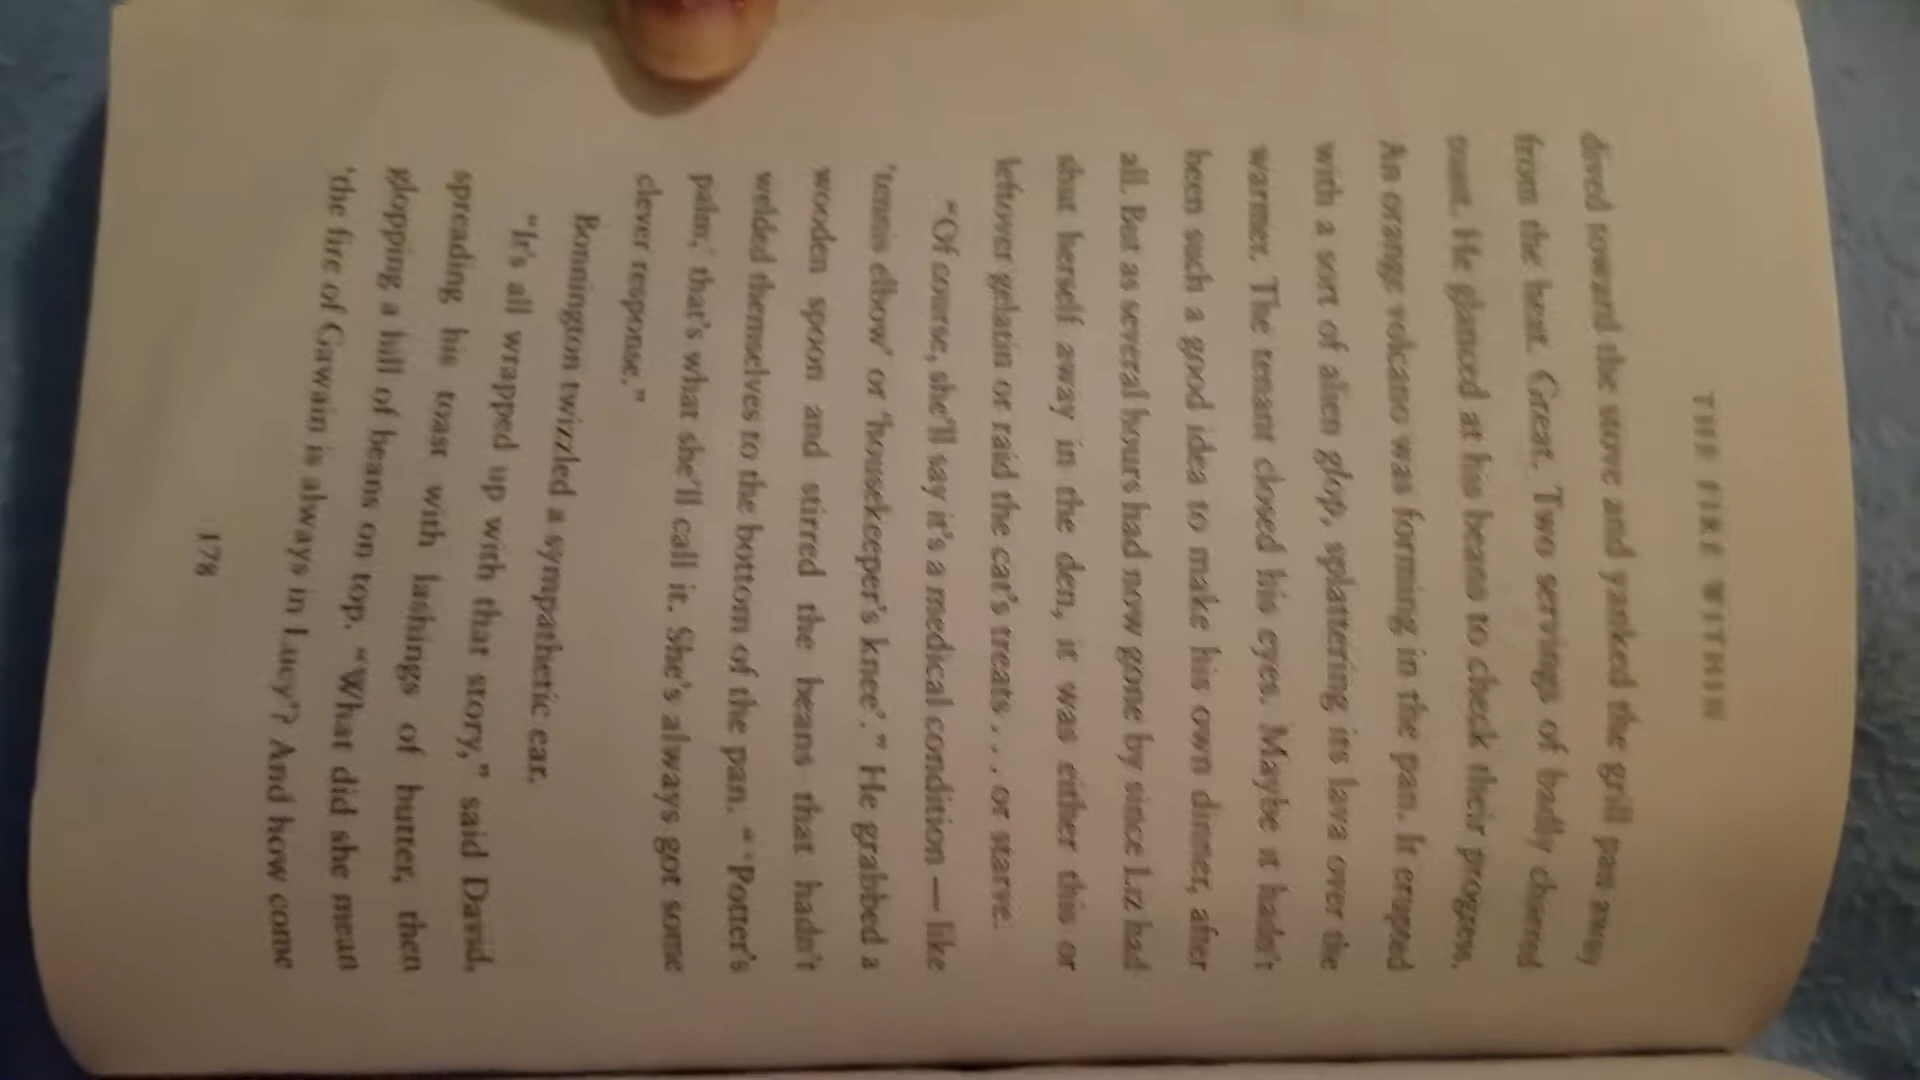 THE FIRE WITHIN
dived toward the stove and yanked the grill pan away
from the heat. Great. Two servings of badly charred
toast. He glanced at his beans to check their progress.
An orange volcano was forming in the pan. It erupted
with a sort of alien glop, splattering its lava over the
warmer. The tenant closed his eyes. Maybe it hadn't
been such a good idea to make his own dinner, after
all. But as several hours had now gone by since Liz had
shut herself away in the den, it was either this or
leftover gelatin or raid the cat's treats . . . or starve.
"Of course, she'll say it's a medical condition — like
'tennis elbow' or 'housekeeper's knee'." He grabbed a
wooden spoon and stirred the beans that hadn't
welded themselves to the bottom of the pan. "'Potter's
palm,' that's what she'll call it. She's always got some
clever response."
Bonnington twizzled a sympathetic ear.
"It's all wrapped up with that story," said David,
spreading his toast with lashings of butter, then
glopping a hill of beans on top. "What did she mean
'the fire of Gawain is always in Lucy'? And how come
178